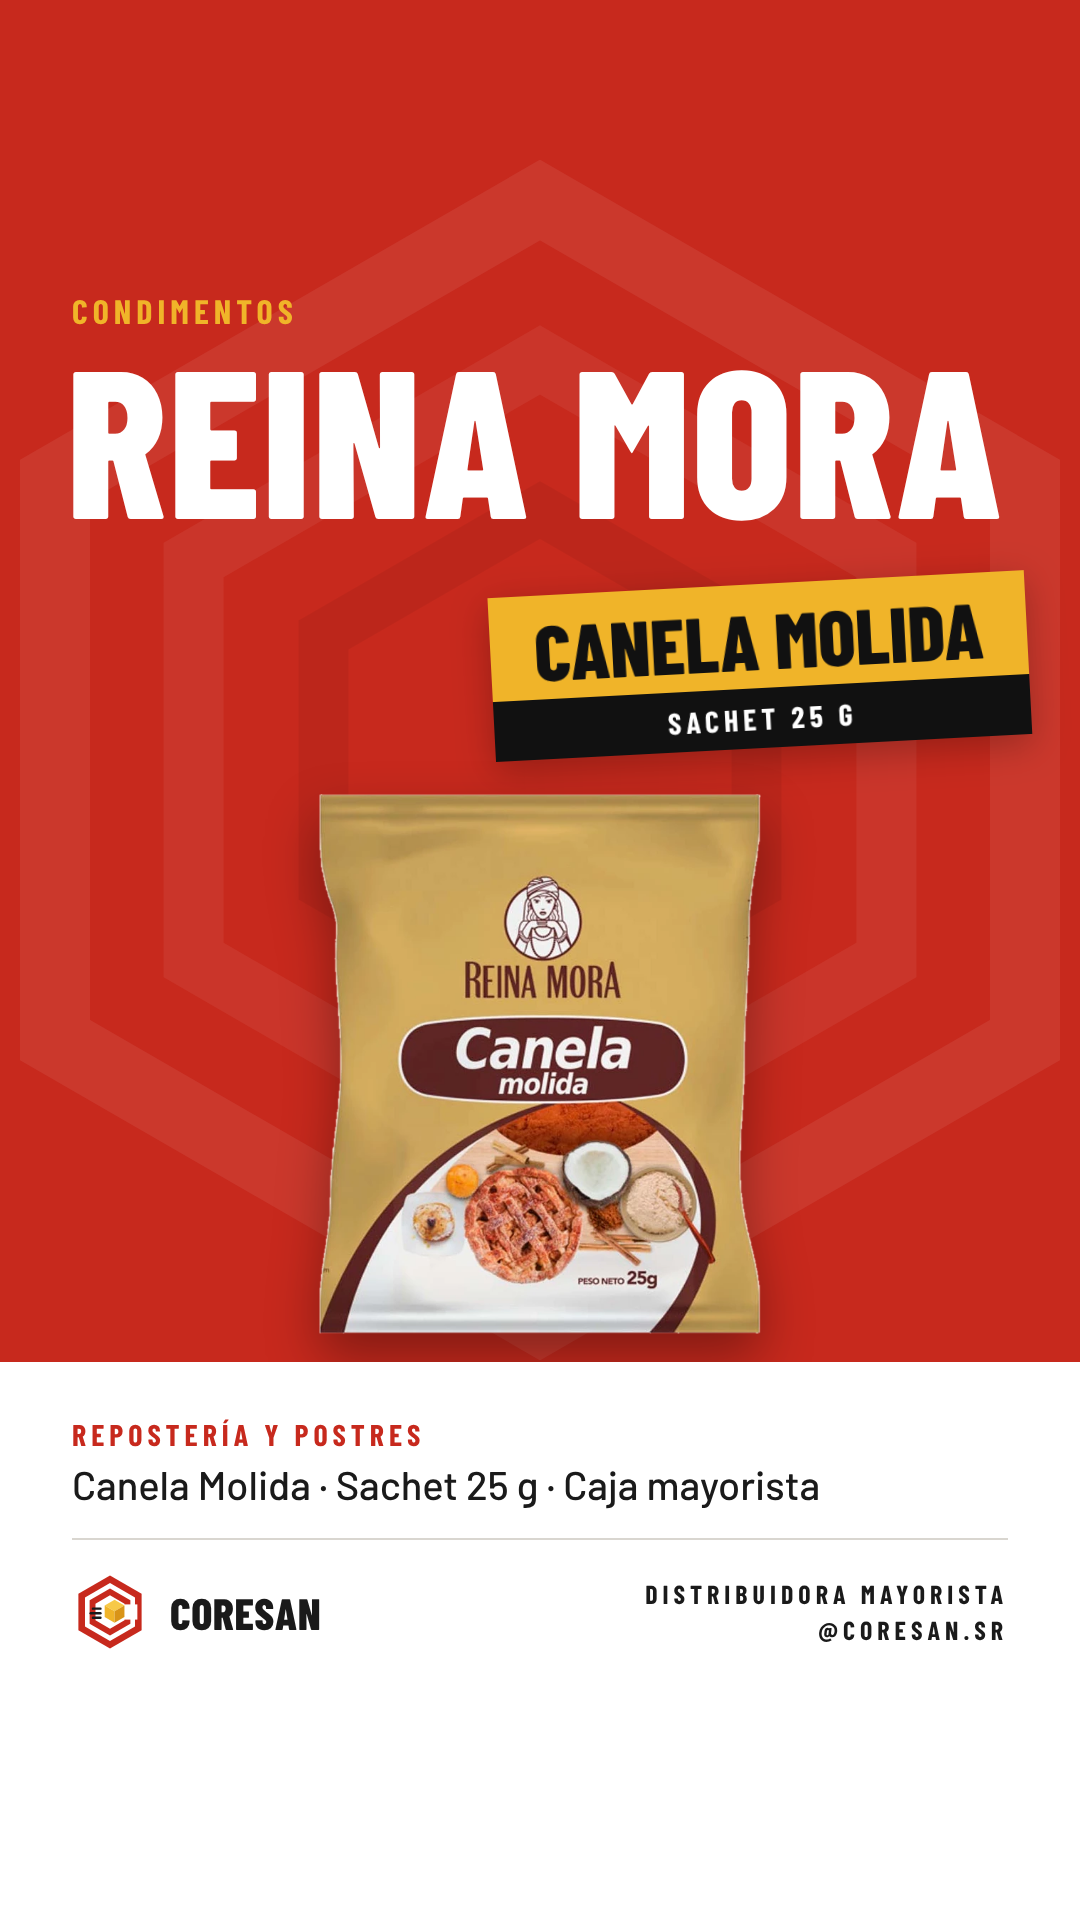 CONDIMENTOS
REINA MORA
CANELA MOLIDA
SACHET 25 G
REINA MORA
Canela
molida
PESO NETO 25g
REPOSTERÍA Y POSTRES
Canela Molida · Sachet 25 g · Caja mayorista
CORESAN
DISTRIBUIDORA MAYORISTA
@CORESAN.SR